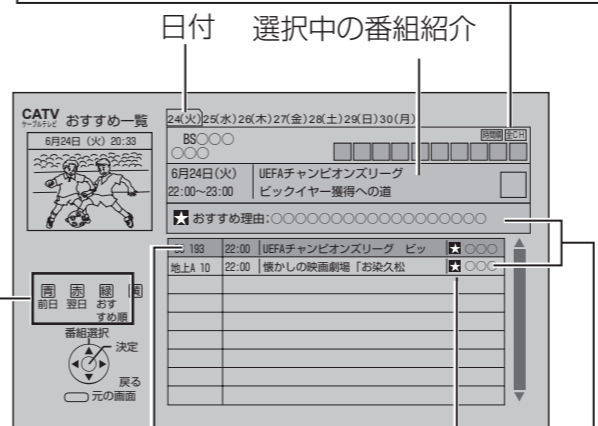 日付 選択中の番組紹介
CATV
ケーブルテレビ おすすめ一覧
6月24日(火) 20:33
24(火)25(水)26(木)27(金)28(土)29(日)30(月)
BS○○○
○○○
時間順 全CH
6月24日(火) UEFAチャンピオンズリーグ
22:00~23:00 ビックイヤー獲得への道
★おすすめ理由:○○○○○○○○○○○○○○○○○○
193 22:00 UEFAチャンピオンズリーグ ビッ ★○○○
地上A 10 22:00 懐かしの映画劇場「お染久松 ★○○○
青 赤 緑 黄
前日 翌日 おす
すめ順
番組選択
決定
戻る
元の画面